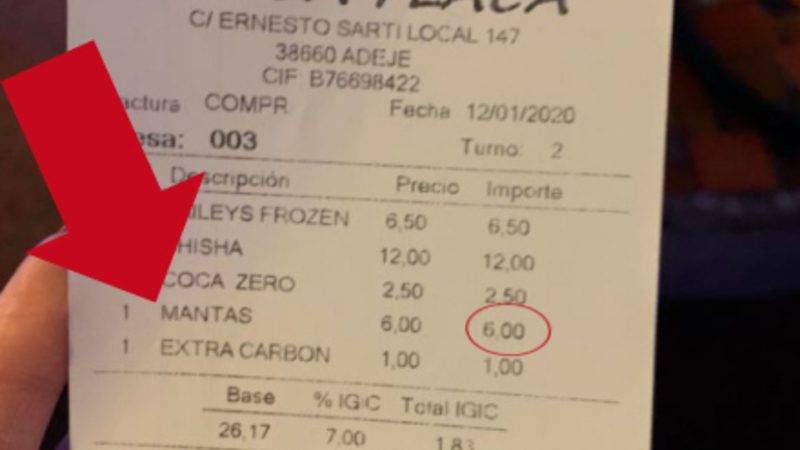 C/ ERNESTO SARTI LOCAL 147
38660 ADEJE
CIF: B76698422
COMPR Fecha 12/01/2020
003 Turno: 2
Descripción Precio Importe
FROZEN 6,50 6,50
12,00 12,00
COCA ZERO 2,50 2,50
1 MANTAS 6,00 6,00
1 EXTRA CARBON 1,00 1,00
Base % IGIC Total IGIC
26,17 7,00 1,83